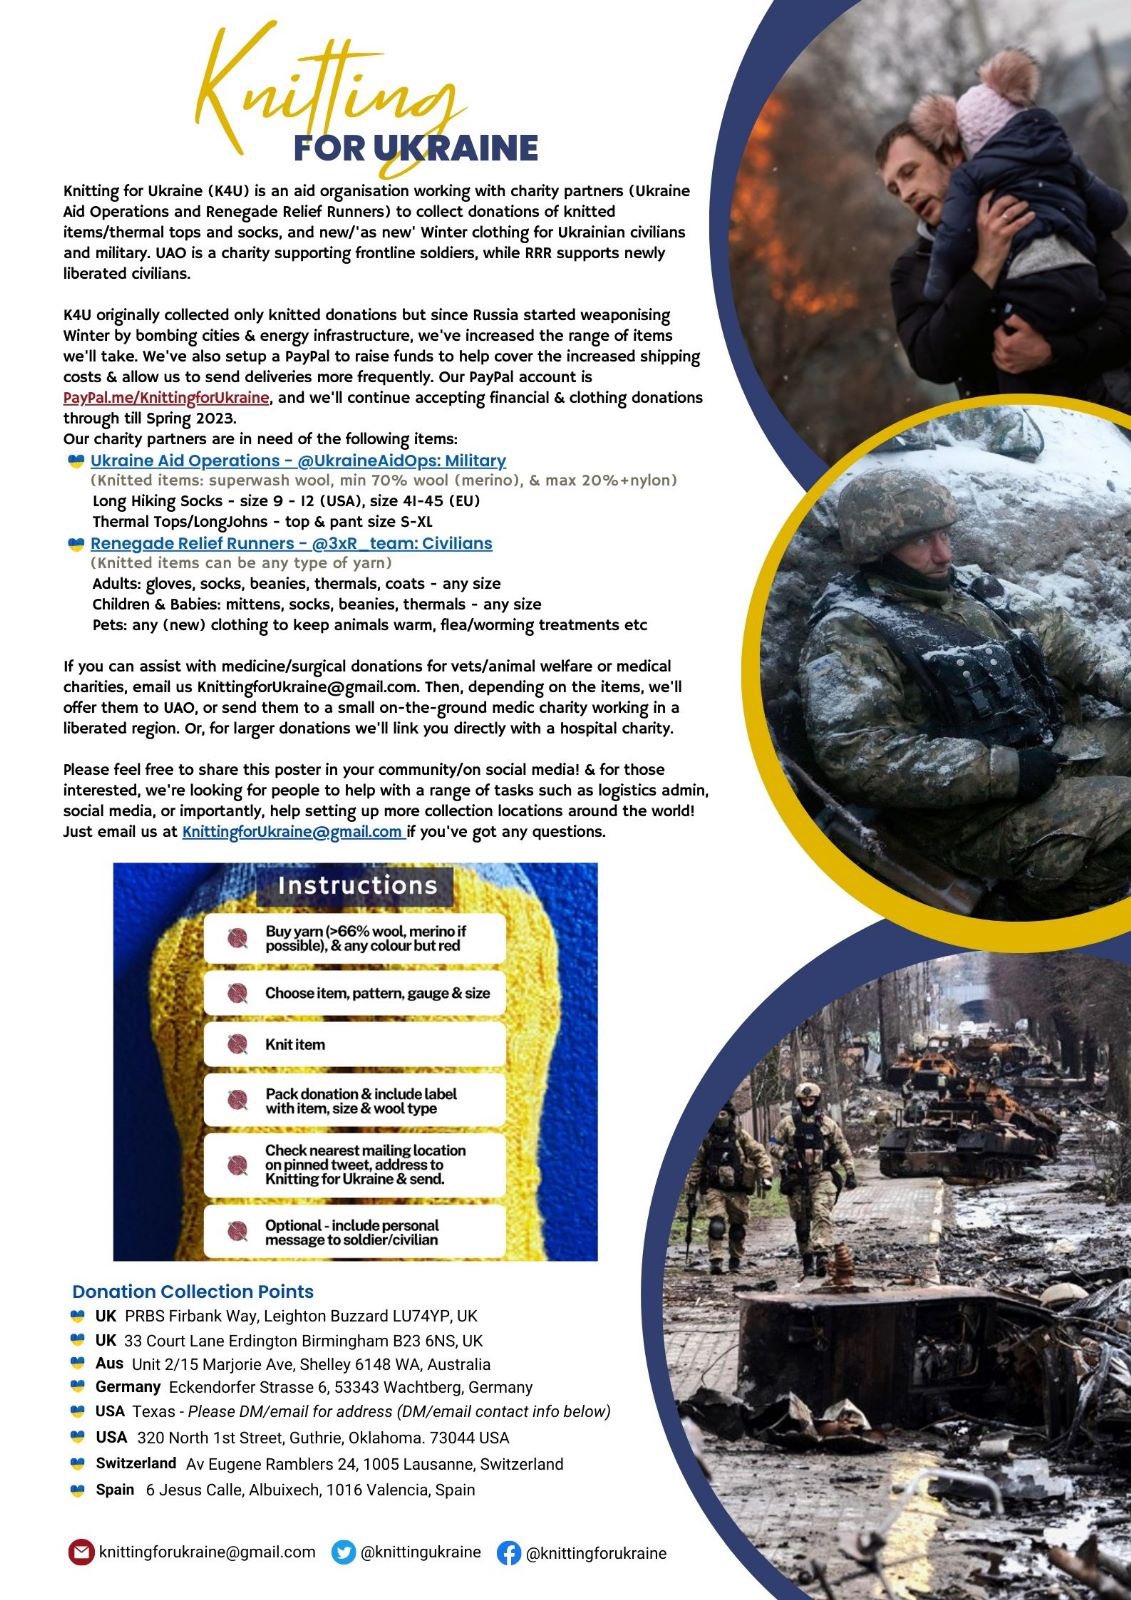 Knitting
FOR UKRAINE
Knitting for Ukraine (K4U) is an aid organisation working with charity partners (Ukraine
Aid Operations and Renegade Relief Runners) to collect donations of knitted
items/thermal tops and socks, and new/'as new' Winter clothing for Ukrainian civilians
and military. UAO is a charity supporting frontline soldiers, while RRR supports newly
liberated civilians.
K4U originally collected only knitted donations but since Russia started weaponising
Winter by bombing cities & energy infrastructure, we've increased the range of items
we'll take. We've also setup a PayPal to raise funds to help cover the increased shipping
costs & allow us to send deliveries more frequently. Our PayPal account is
PayPal.me/KnittingforUkraine, and we'll continue accepting financial & clothing donations
through till Spring 2023.
Our charity partners are in need of the following items:
Ukraine Aid Operations - @UkraineAidOps: Military
(Knitted items: superwash wool, min 70% wool (merino), & max 20%+nylon)
Long Hiking Socks - size 9 - 12 (USA), size 41-45 (EU)
Thermal Tops/LongJohns - top & pant size S-XL
Renegade Relief Runners - @3xR_team: Civilians
(Knitted items can be any type of yarn)
Adults: gloves, socks, beanies, thermals, coats - any size
Children & Babies: mittens, socks, beanies, thermals - any size
Pets: any (new) clothing to keep animals warm, flea/worming treatments etc
If you can assist with medicine/surgical donations for vets/animal welfare or medical
charities, email us KnittingforUkraine@gmail.com. Then, depending on the items, we'll
offer them to UAO, or send them to a small on-the-ground medic charity working in a
liberated region. Or, for larger donations we'll link you directly with a hospital charity.
Please feel free to share this poster in your community/on social media! & for those
interested, we're looking for people to help with a range of tasks such as logistics admin,
social media, or importantly, help setting up more collection locations around the world!
Just email us at KnittingforUkraine@gmail.com if you've got any questions.
Instructions
Buy yarn (>66% wool, merino if
possible), & any colour but red
Choose item, pattern, gauge & size
Knit item
Pack donation & include label
with item, size & wool type
Check nearest mailing location
on pinned tweet, address to
Knitting for Ukraine & send.
Optional - include personal
message to soldier/civilian
Donation Collection Points
UK PRBS Firbank Way, Leighton Buzzard LU74YP, UK
UK 33 Court Lane Erdington Birmingham B23 6NS, UK
Aus Unit 2/15 Marjorie Ave, Shelley 6148 WA, Australia
Germany Eckendorfer Strasse 6, 53343 Wachtberg, Germany
USA Texas - Please DM/email for address (DM/email contact info below)
USA 320 North 1st Street, Guthrie, Oklahoma. 73044 USA
Switzerland Av Eugene Ramblers 24, 1005 Lausanne, Switzerland
Spain 6 Jesus Calle, Albuixech, 1016 Valencia, Spain
knittingforukraine@gmail.com @knittingukraine @knittingforukraine